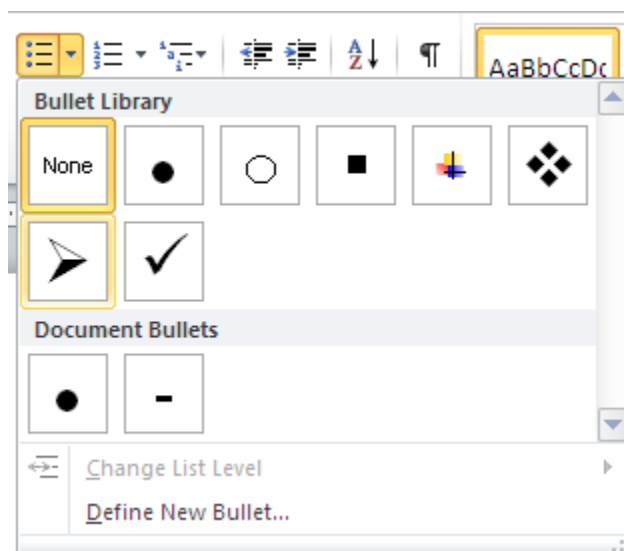 AaBbCcDc
Bullet Library
None
Document Bullets
Change List Level
Define New Bullet...